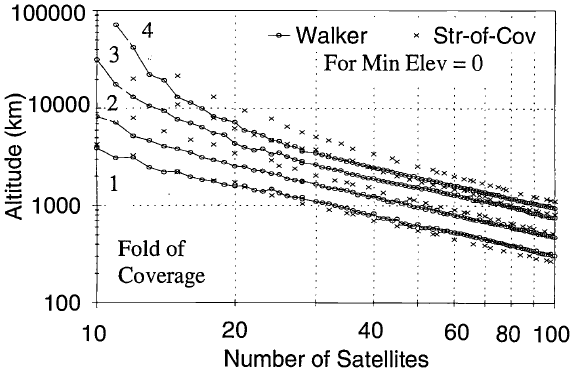 100000
4
Walker
Str-of-Cov
3
For Min Elev = 0
10000
2
Altitude (km)
1
1000
Fold of
Coverage
100
10
20
40
60
80
100
Number of Satellites